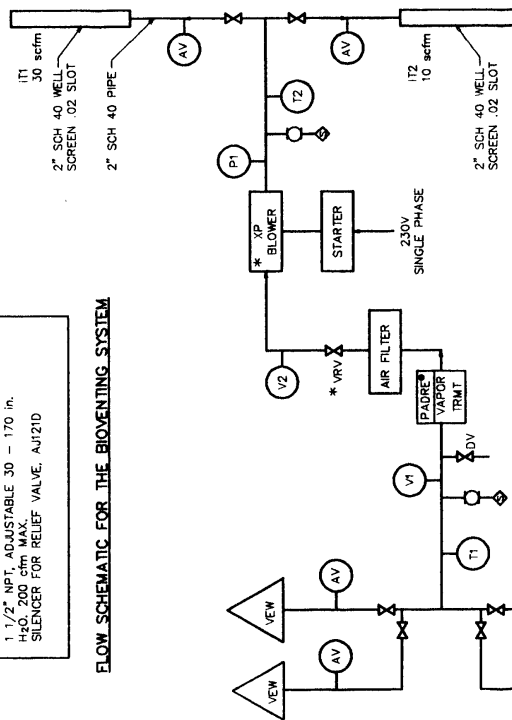 1 1/2" NPT, ADJUSTABLE 30 - 170 in.
H2O, 200 cfm MAX.
SILENCER FOR RELIEF VALVE, AJ121D
FLOW SCHEMATIC FOR THE BIOVENTING SYSTEM
IT1
30 scfm
2" SCH 40 WELL
SCREEN .02 SLOT
2" SCH 40 PIPE
AV
AV
IT2
10 scfm
2" SCH 40 WELL
SCREEN .02 SLOT
T2
S
P1
* XP
BLOWER
STARTER
230V
SINGLE PHASE
V2
* VRV
AIR FILTER
PADRE
VAPOR
TRMT
DV
V1
S
T1
VEW
AV
VEW
AV